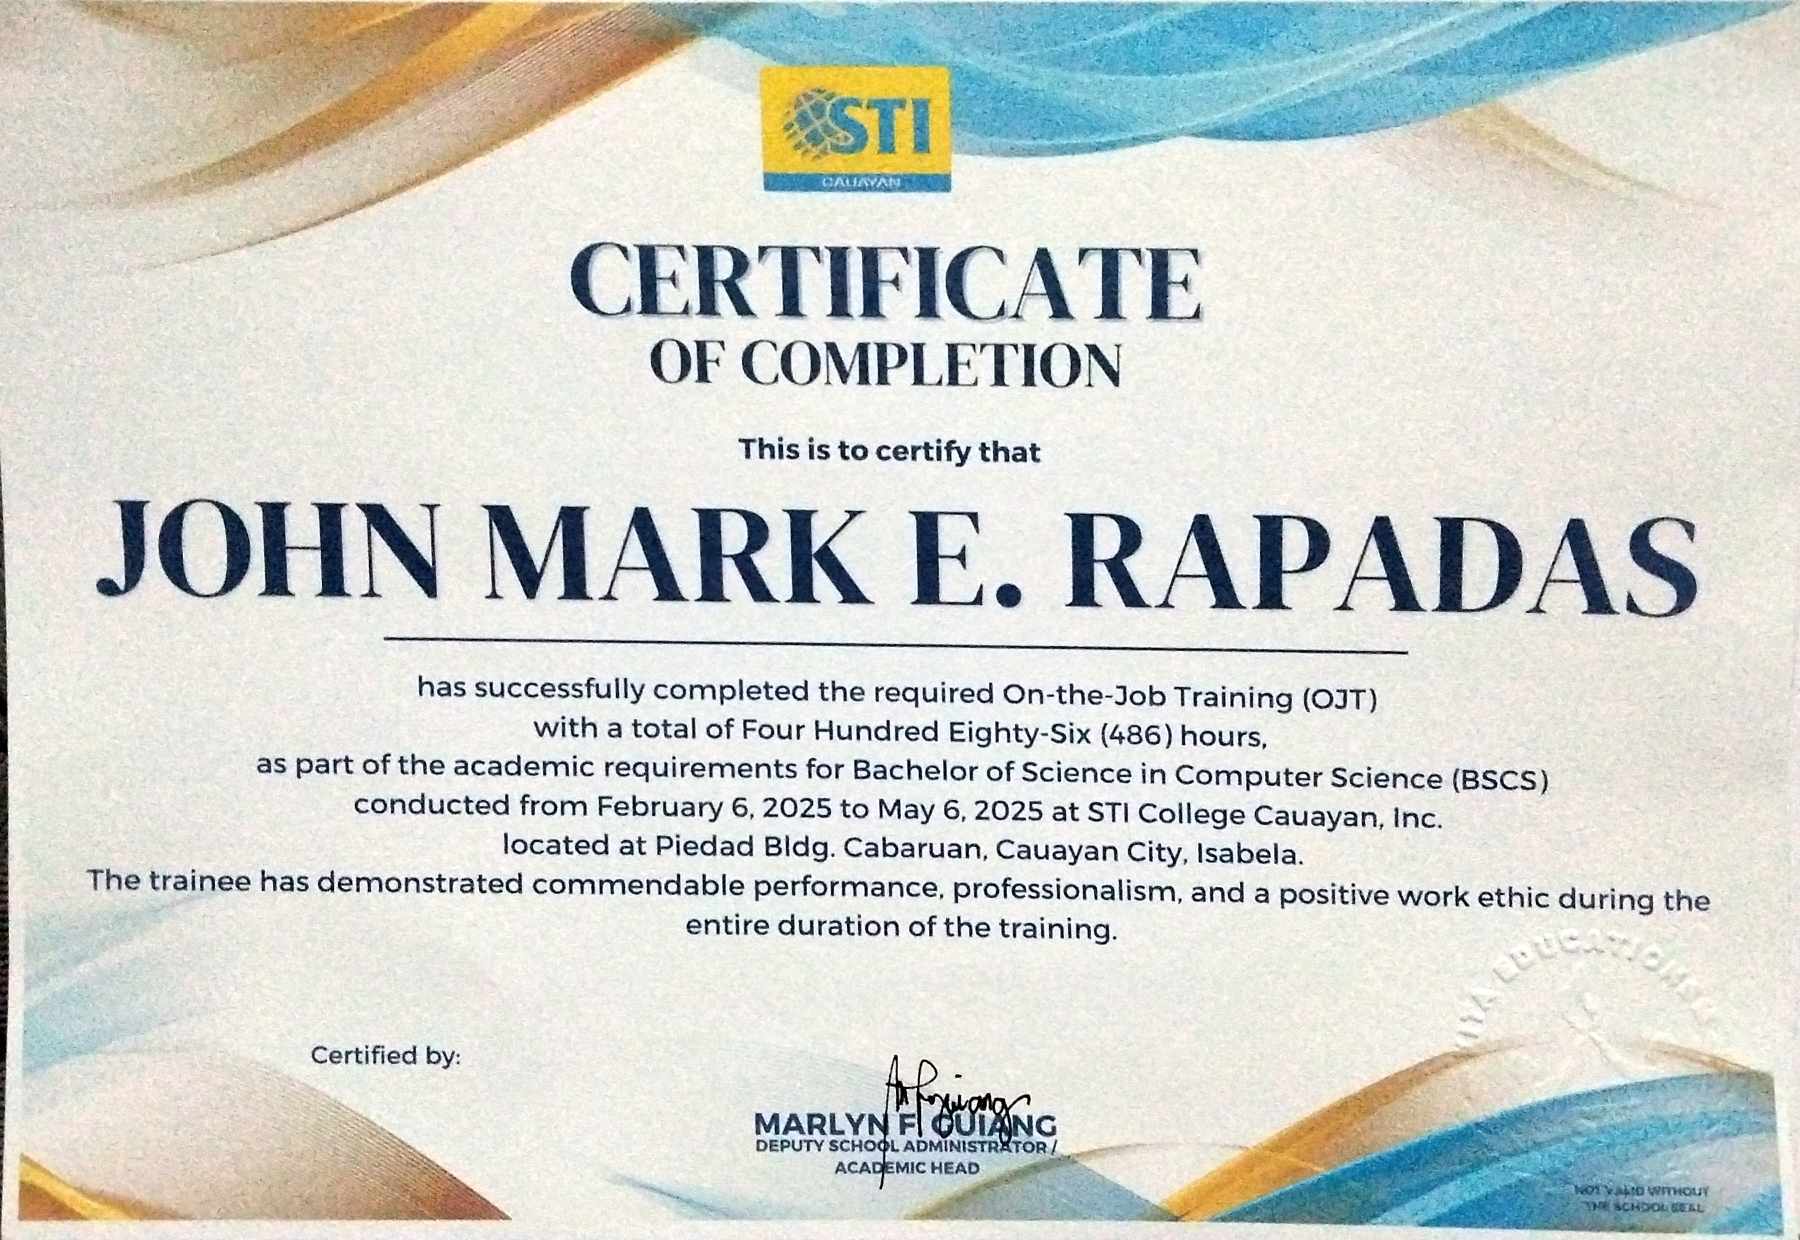 STI
CAUAYAN
CERTIFICATE
OF COMPLETION
This is to certify that
JOHN MARK E. RAPADAS
has successfully completed the required On-the-Job Training (OJT)
with a total of Four Hundred Eighty-Six (486) hours,
as part of the academic requirements for Bachelor of Science in Computer Science (BSCS)
conducted from February 6, 2025 to May 6, 2025 at STI College Cauayan, Inc.
located at Piedad Bldg. Cabaruan, Cauayan City, Isabela.
The trainee has demonstrated commendable performance, professionalism, and a positive work ethic during the
entire duration of the training.
EDUCATION
Certified by:
MARLYN F. QUIANG
DEPUTY SCHOOL ADMINISTRATOR/
ACADEMIC HEAD
NOT VALID WITHOUT
THE SCHOOL SEAL